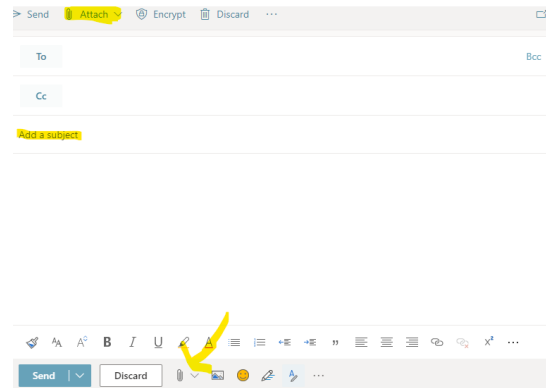 Send Attach Encrypt Discard ...
To Bcc
Cc
Add a subject
B I U A
Send Discard ...